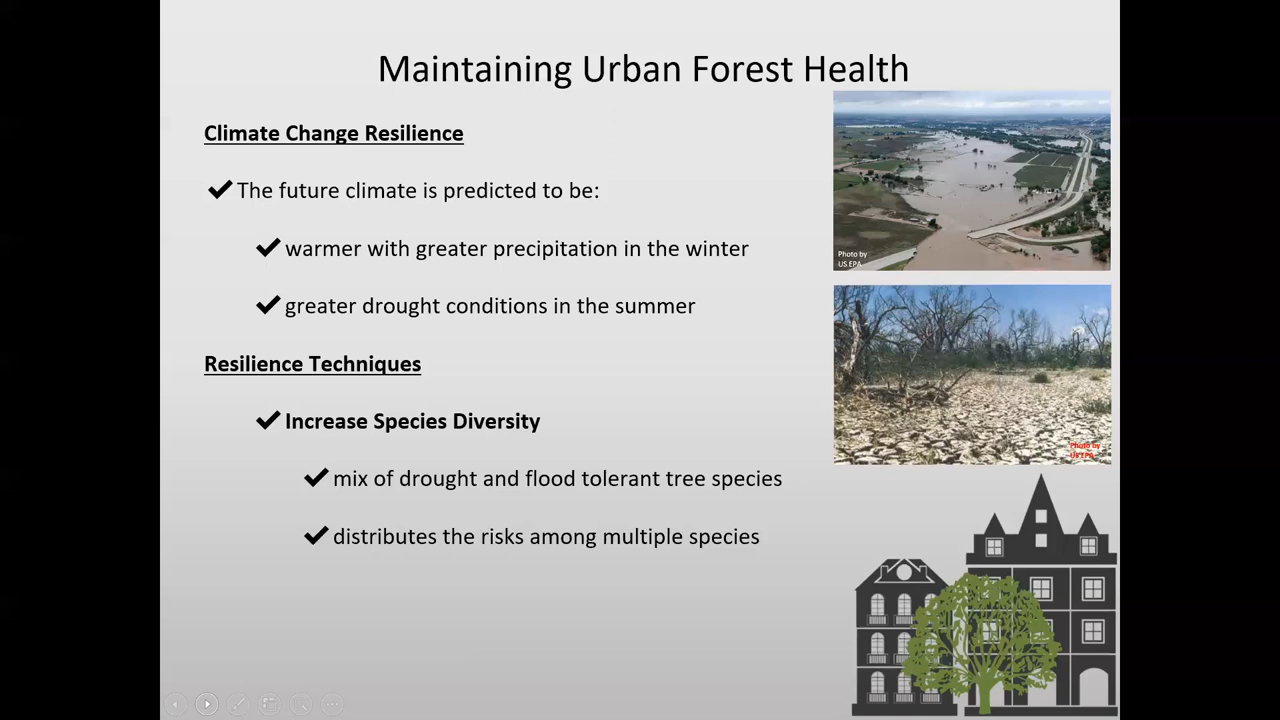 Maintaining Urban Forest Health
Climate Change Resilience
The future climate is predicted to be:
warmer with greater precipitation in the winter
greater drought conditions in the summer
Resilience Techniques
Increase Species Diversity
mix of drought and flood tolerant tree species
distributes the risks among multiple species
Photo by
US EPA
Photo by
US EPA